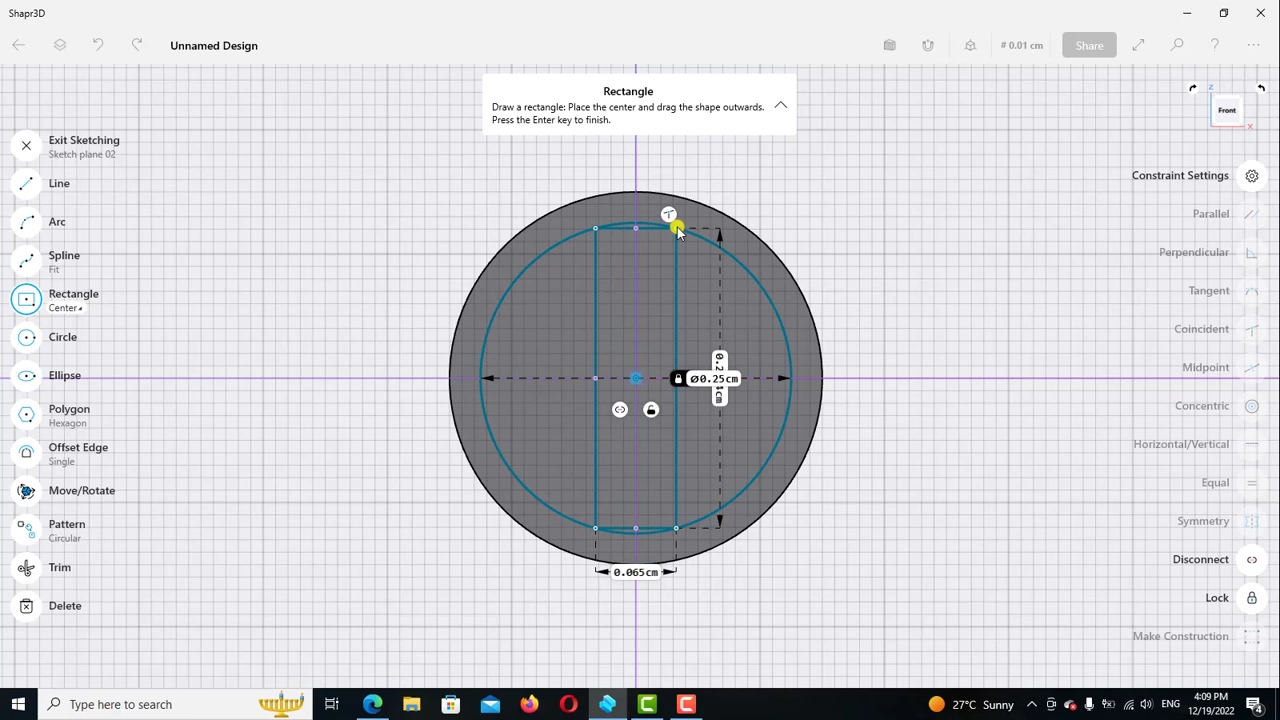 Shapr3D
Unnamed Design
# 0.01 cm
Share
Rectangle
Draw a rectangle: Place the center and drag the shape outwards.
Press the Enter key to finish.
Z
Front
X
Exit Sketching
Sketch plane 02
Line
Arc
Spline
Fit
Rectangle
Center
Circle
Ellipse
Polygon
Hexagon
Offset Edge
Single
Move/Rotate
Pattern
Circular
Trim
Delete
Ø0.25cm
0.065cm
Constraint Settings
Parallel
Perpendicular
Tangent
Coincident
Midpoint
Concentric
Horizontal/Vertical
Equal
Symmetry
Disconnect
Lock
Make Construction
Type here to search
27°C Sunny
ENG
4:09 PM
12/19/2022
4